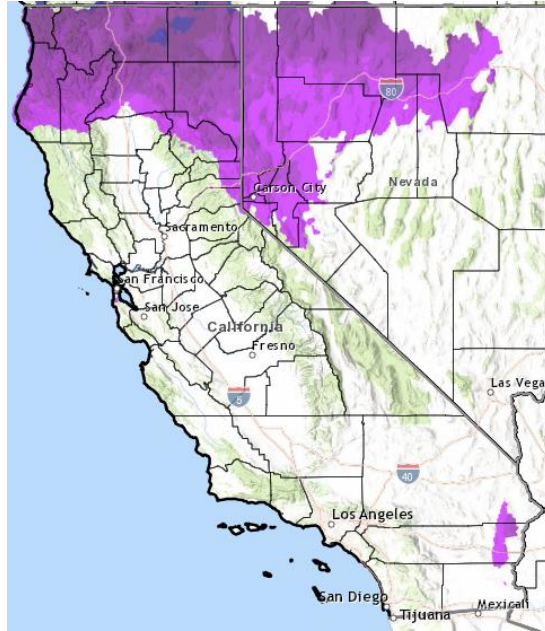 80
Carson City
Nevada
Sacramento
San Francisco
San Jose
California
Fresno
5
Las Vega
40
Los Angeles
San Diego
Tijuana
Mexicali